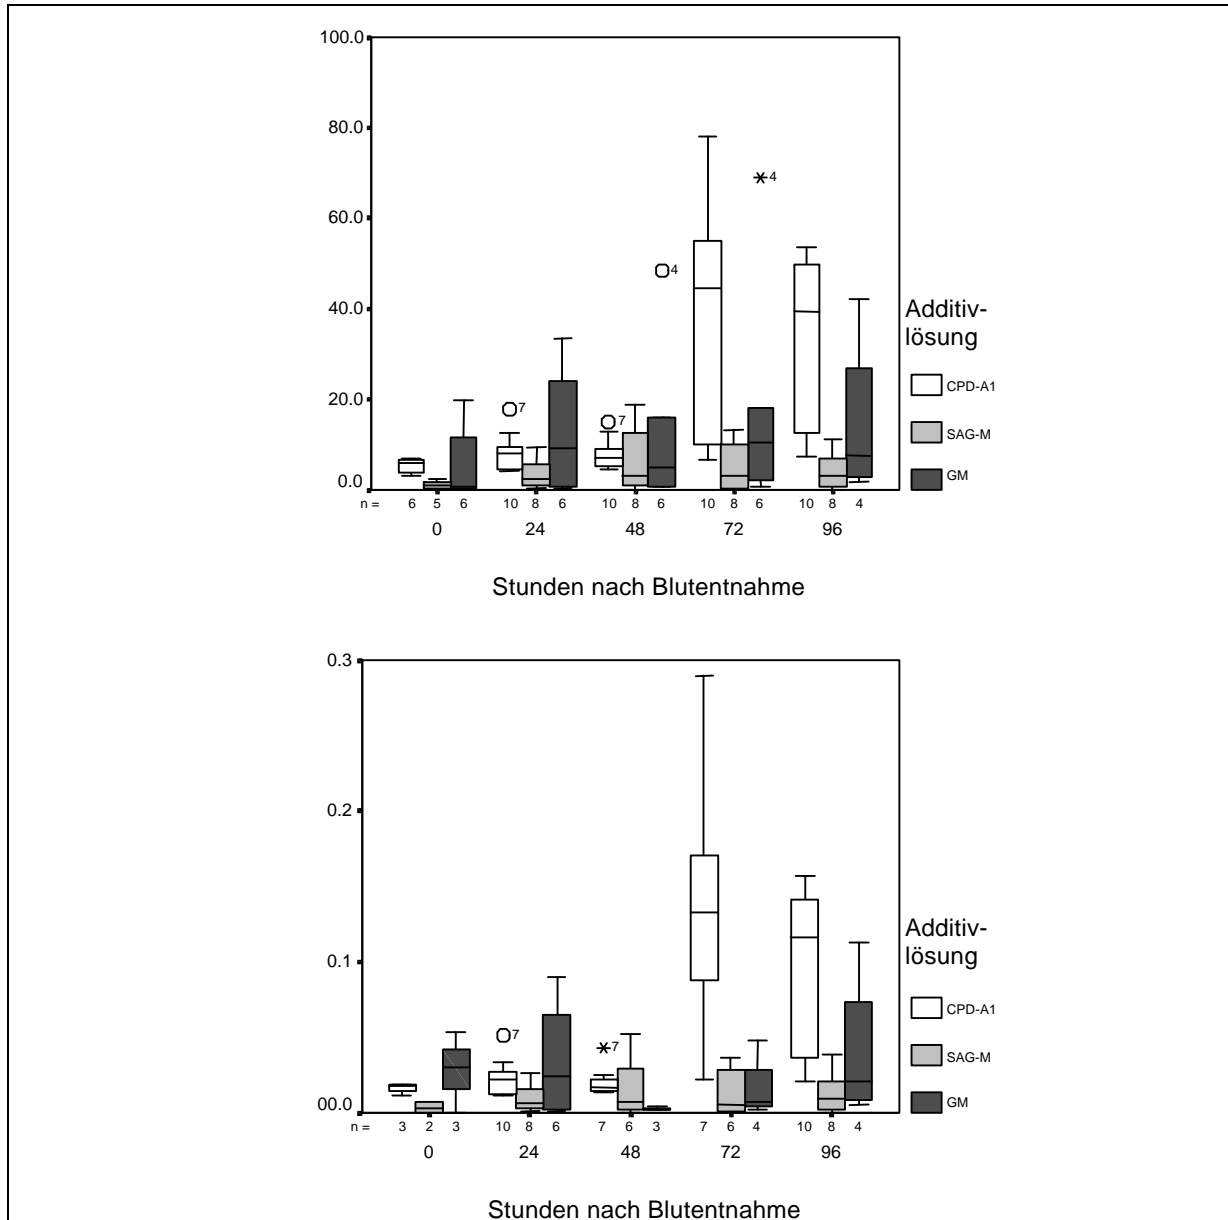 100.0
80.0
60.0
40.0
20.0
0.0
7
7
4
4
n = 6 5 6 10 8 6 10 8 6 10 8 6 10 8 4
0 24 48 72 96
Stunden nach Blutentnahme
Additiv-
lösung
CPD-A1
SAG-M
GM
0.3
0.2
0.1
00.0
7
7
n = 3 2 3 10 8 6 7 6 3 7 6 4 10 8 4
0 24 48 72 96
Stunden nach Blutentnahme
Additiv-
lösung
CPD-A1
SAG-M
GM